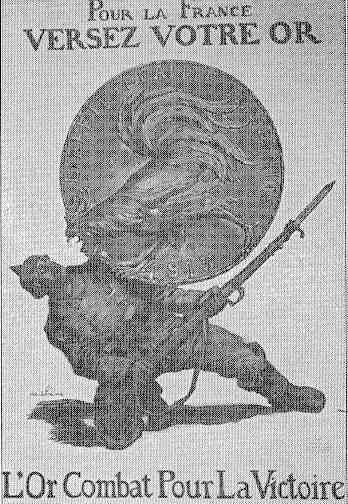 POUR LA FRANCE
VERSEZ VOTRE OR
L'Or Combat Pour La Victoire